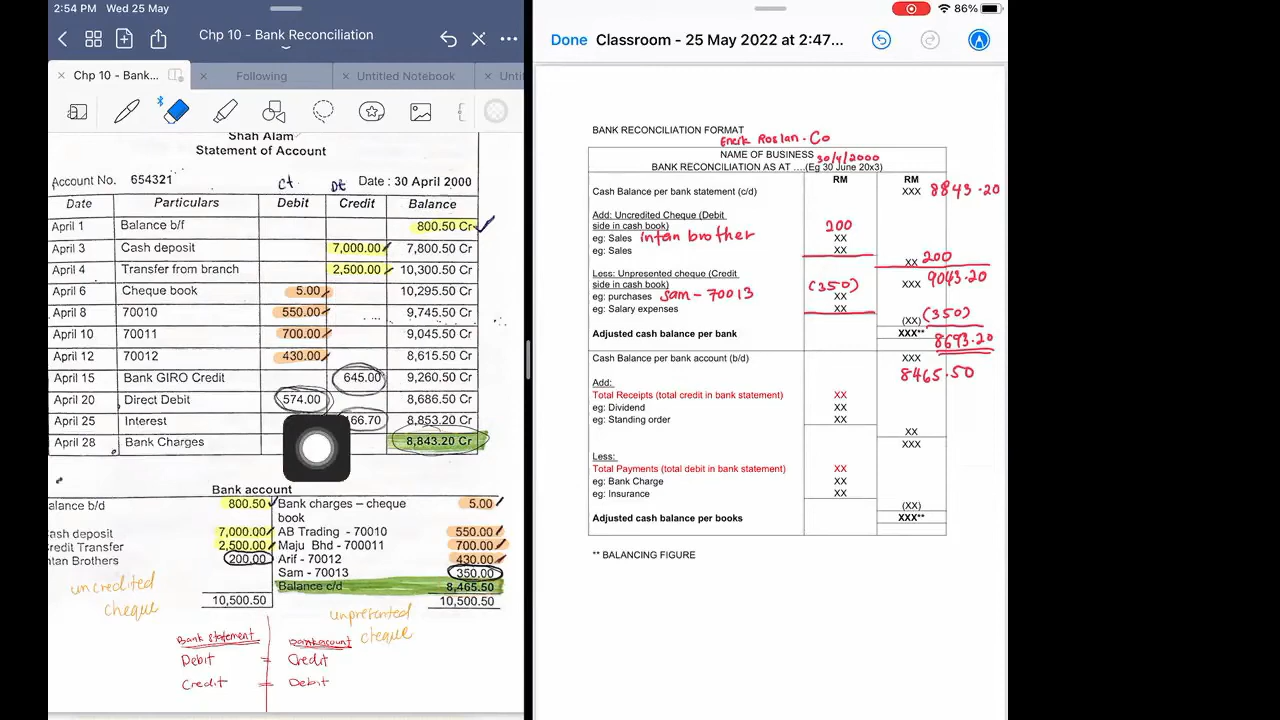 2:54 PM Wed 25 May
86%
Chp 10 - Bank Reconciliation
Done Classroom - 25 May 2022 at 2:47...
Chp 10 - Bank...
Following
Untitled Notebook
Shah Alam
Statement of Account
Account No. 654321
Ct
Dt
Date : 30 April 2000
Date Particulars Debit Credit Balance
April 1 Balance b/f 800.50 Cr
April 3 Cash deposit 7,000.00 7,800.50 Cr
April 4 Transfer from branch 2,500.00 10,300.50 Cr
April 6 Cheque book 5.00 10,295.50 Cr
April 8 70010 550.00 9,745.50 Cr
April 10 70011 700.00 9,045.50 Cr
April 12 70012 430.00 8,615.50 Cr
April 15 Bank GIRO Credit 645.00 9,260.50 Cr
April 20 Direct Debit 574.00 8,686.50 Cr
April 25 Interest 66.70 8,853.20 Cr
April 28 Bank Charges 8,843.20 Cr
Bank account
alance b/d 800.50 Bank charges – cheque 5.00
book
ash deposit 7,000.00 AB Trading - 70010 550.00
redit Transfer 2,500.00 Maju Bhd - 700011 700.00
ntan Brothers 200.00 Arif - 70012 430.00
Sam - 70013 350.00
Balance c/d 8,465.50
10,500.50 10,500.50
uncredited
cheque
unpresented
cheque
Bank statement bank account
Debit = Credit
Credit = Debit
BANK RECONCILIATION FORMAT
Encik Roslan . Co
NAME OF BUSINESS
30/4/2000
BANK RECONCILIATION AS AT ….(Eg 30 June 20x3)
RM RM
Cash Balance per bank statement (c/d) XXX 8843.20
Add: Uncredited Cheque (Debit
side in cash book) 200
eg: Sales intan brother XX
eg: Sales XX
XX 200
Less: Unpresented cheque (Credit
side in cash book) (350) XXX 9043.20
eg: purchases sam - 70013 XX
eg: Salary expenses XX
(XX) (350)
Adjusted cash balance per bank XXX** 8693.20
Cash Balance per bank account (b/d) XXX
8465.50
Add:
Total Receipts (total credit in bank statement) XX
eg: Dividend XX
eg: Standing order XX
XX
XXX
Less:
Total Payments (total debit in bank statement) XX
eg: Bank Charge XX
eg: Insurance XX
(XX)
Adjusted cash balance per books XXX**
** BALANCING FIGURE